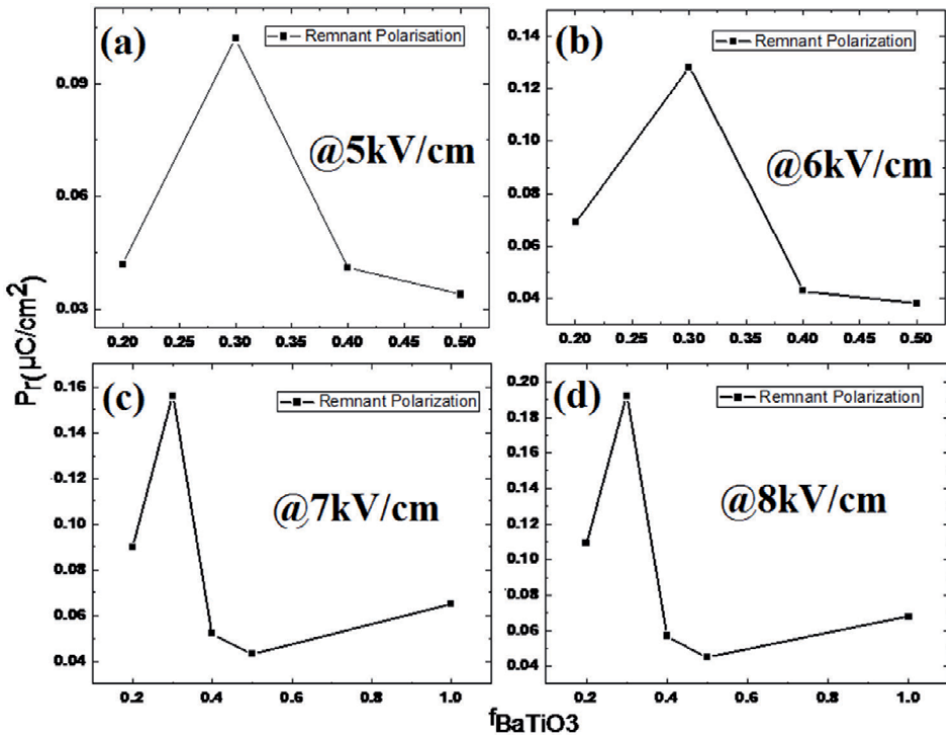 (a)
Remnant Polarisation
@5kV/cm
0.09
0.06
0.03
0.20 0.25 0.30 0.35 0.40 0.45 0.50
(b)
Remnant Polarization
@6kV/cm
0.14
0.12
0.10
0.08
0.06
0.04
0.20 0.25 0.30 0.35 0.40 0.45 0.50
Pr(μC/cm2)
(c)
Remnant Polarization
@7kV/cm
0.16
0.14
0.12
0.10
0.08
0.06
0.04
0.2 0.4 0.6 0.8 1.0
(d)
Remnant Polarization
@8kV/cm
0.20
0.18
0.16
0.14
0.12
0.10
0.08
0.06
0.04
0.2 0.4 0.6 0.8 1.0
fBaTiO3